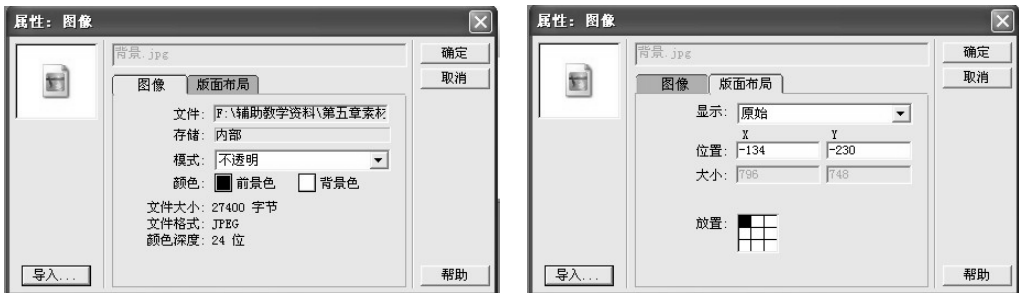 属性: 图像
背景.jpg
确定
取消
图像 版面布局
文件: F:\辅助教学资料\第五章素材
存储: 内部
模式: 不透明
颜色: 前景色 背景色
文件大小: 27400 字节
文件格式: JPEG
颜色深度: 24 位
导入...
帮助
属性: 图像
背景.jpg
确定
取消
图像 版面布局
显示: 原始
X Y
位置: -134 -230
大小: 796 748
放置:
导入...
帮助